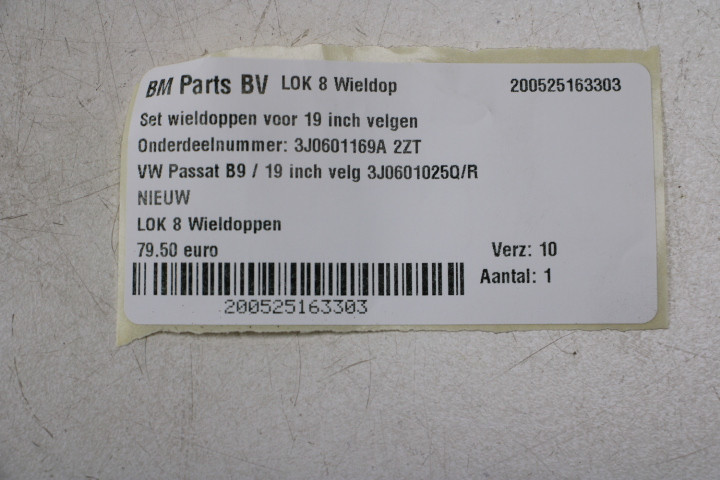 BM Parts BV LOK 8 Wieldop 200525163303
Set wieldoppen voor 19 inch velgen
Onderdeelnummer: 3J0601169A 2ZT
VW Passat B9 / 19 inch velg 3J0601025Q/R
NIEUW
LOK 8 Wieldoppen
79.50 euro Verz: 10
Aantal: 1
200525163303